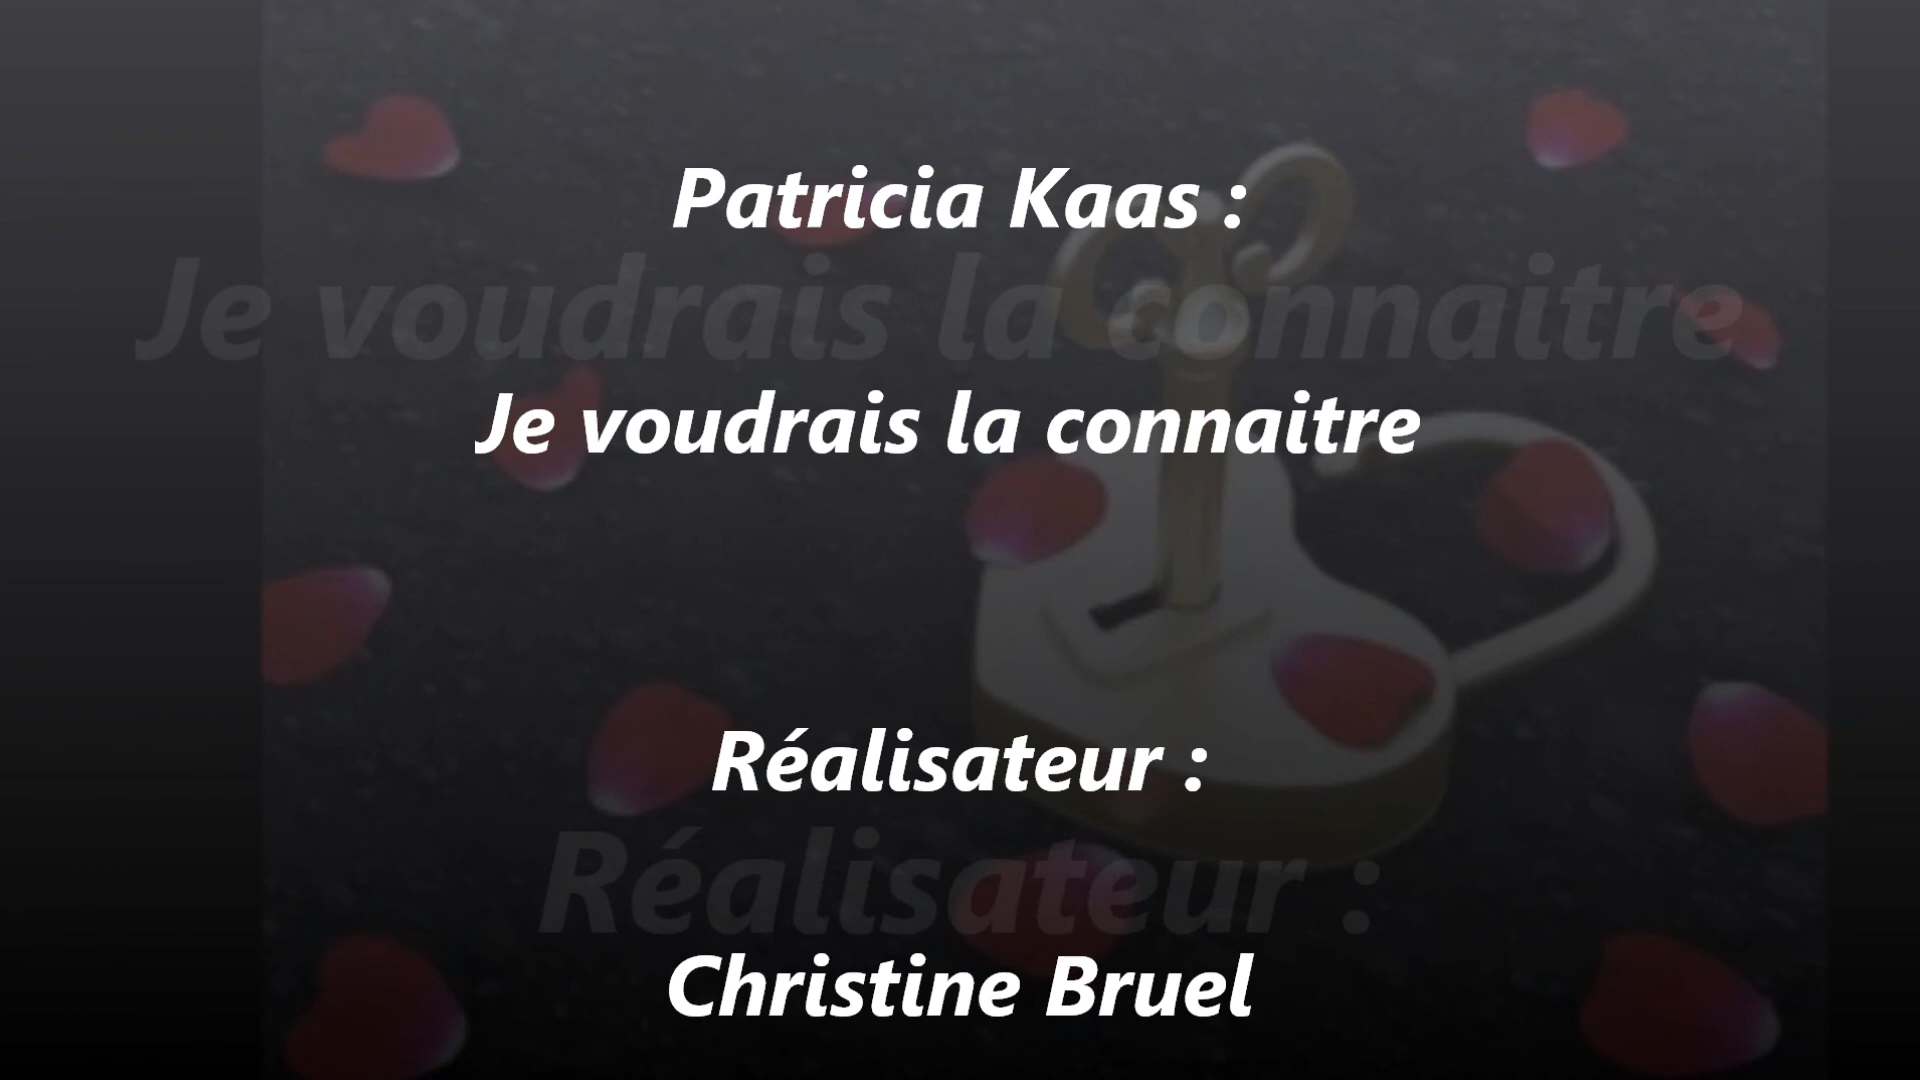 Patricia Kaas :
Je voudrais la connaitre
Je voudrais la connaitre
Réalisateur :
Réalisateur :
Christine Bruel